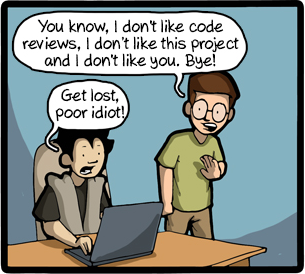 You know, I don't like code
reviews, I don't like this project
and I don't like you. Bye!
Get lost,
poor idiot!